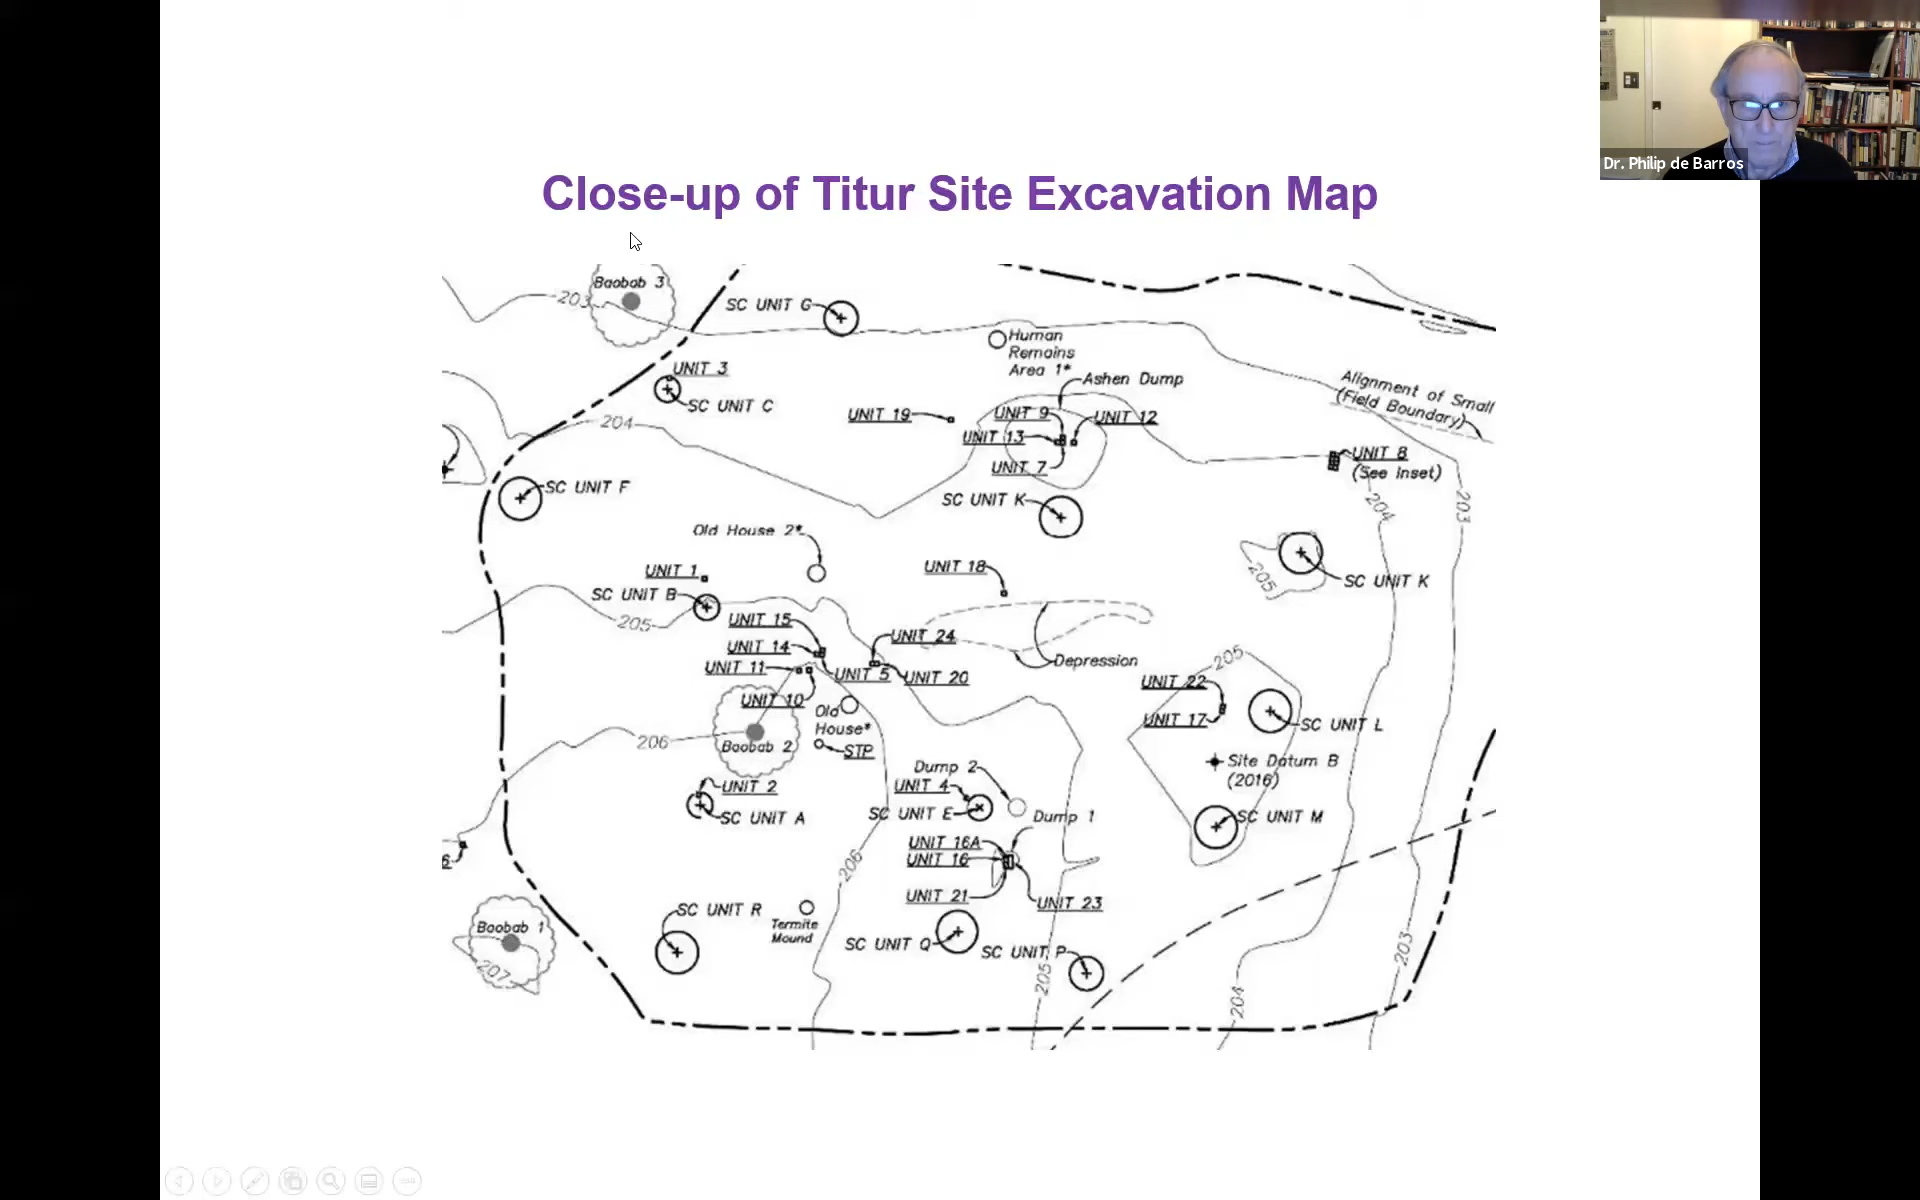 Dr. Philip de Barros
Close-up of Titur Site Excavation Map
Baobab 3
203
SC UNIT G
Human
Remains
Area 1*
UNIT 3
SC UNIT C
Ashen Dump
Alignment of Small
(Field Boundary)
UNIT 19
UNIT 9
UNIT 12
204
UNIT 13
UNIT 7
UNIT 8
(See Inset)
SC UNIT F
SC UNIT K
204
203
Old House 2*
UNIT 1
UNIT 18
SC UNIT B
205
SC UNIT K
205
UNIT 15
UNIT 24
UNIT 14
UNIT 11
UNIT 5
UNIT 20
Depression
205
UNIT 10
UNIT 22
Old
House*
UNIT 17
SC UNIT L
206
Baobab 2
STP
Site Datum B
(2016)
Dump 2
UNIT 2
UNIT 4
SC UNIT A
SC UNIT E
Dump 1
SC UNIT M
UNIT 16A
UNIT 16
206
UNIT 21
UNIT 23
SC UNIT R
Termite
Mound
Baobab 1
207
SC UNIT Q
SC UNIT P
205
203
204